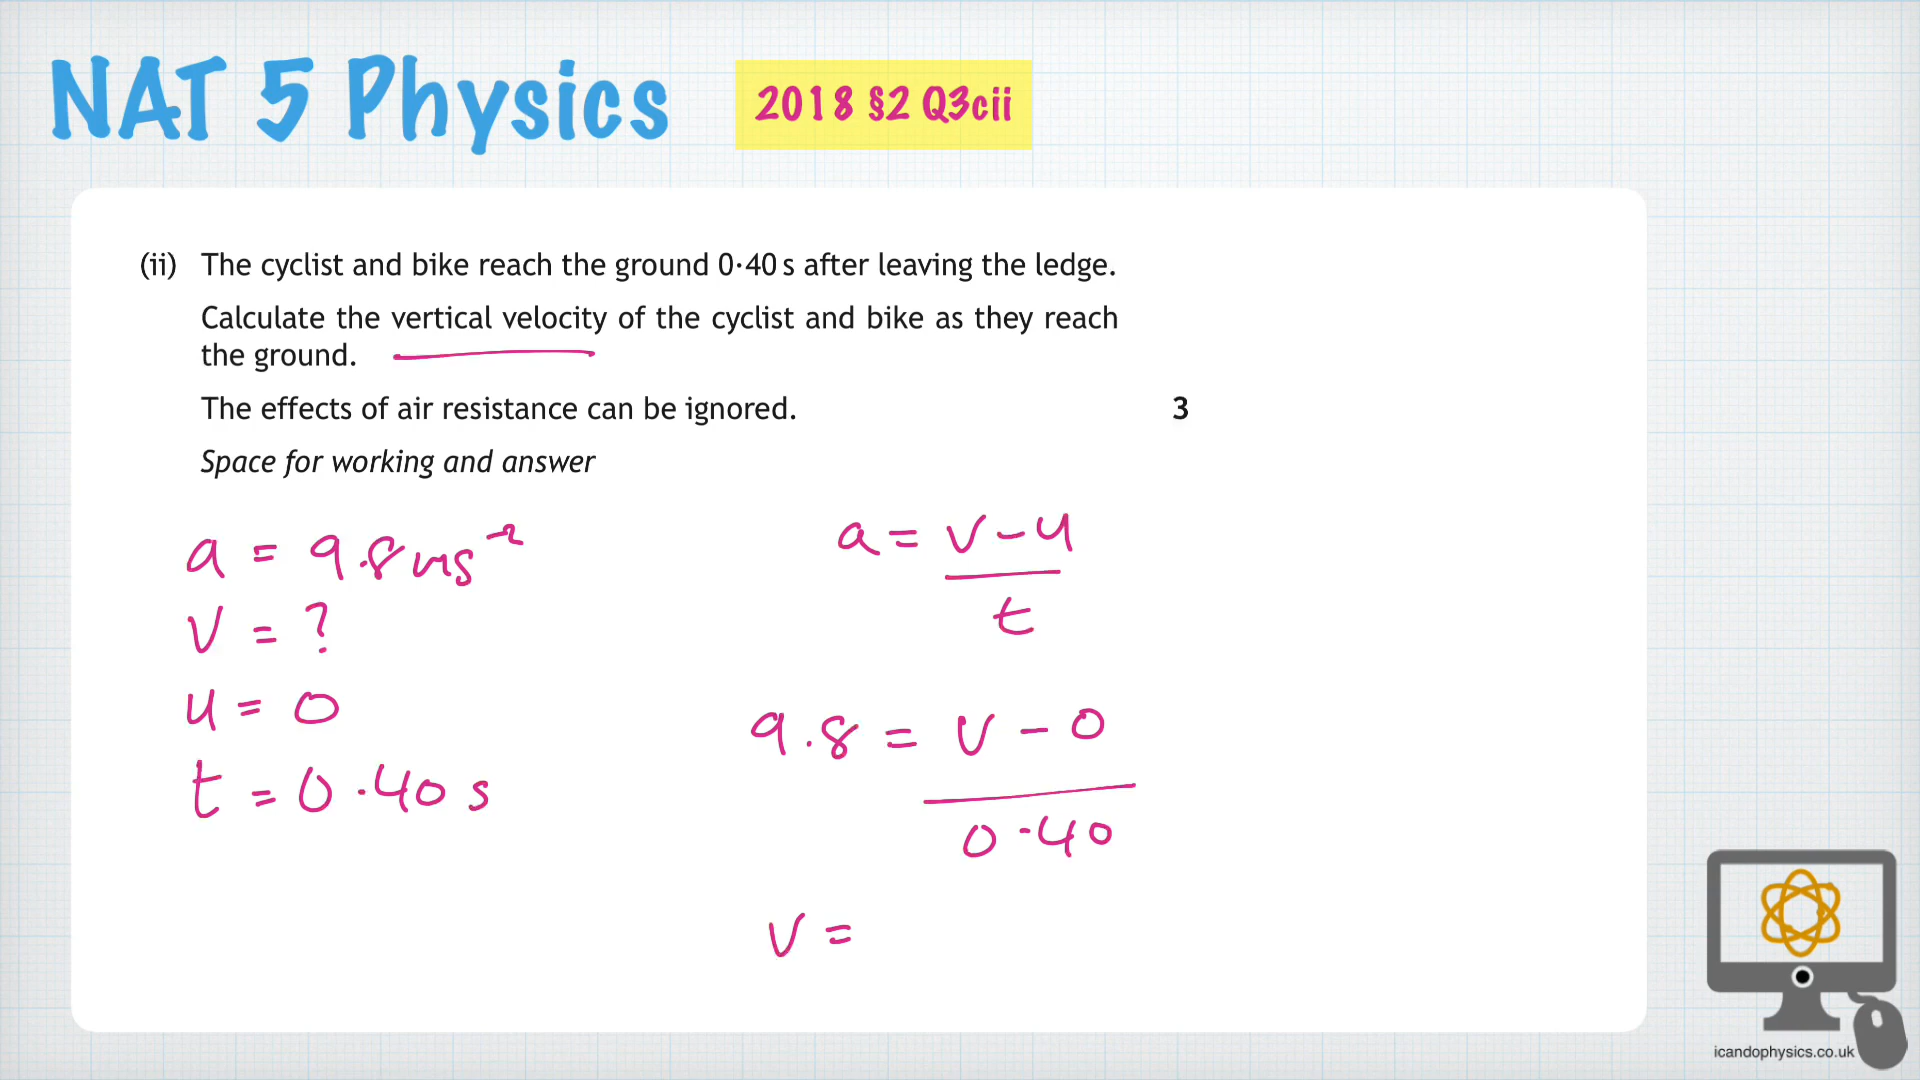 NAT 5 Physics
2018 §2 Q3cii
(ii) The cyclist and bike reach the ground 0·40 s after leaving the ledge.
Calculate the vertical velocity of the cyclist and bike as they reach
the ground.
The effects of air resistance can be ignored. 3
Space for working and answer
a = 9.8 ms⁻²
v = ?
u = 0
t = 0.40 s
a = v - u
t
9.8 = v - 0
0.40
v =
icandophysics.co.uk